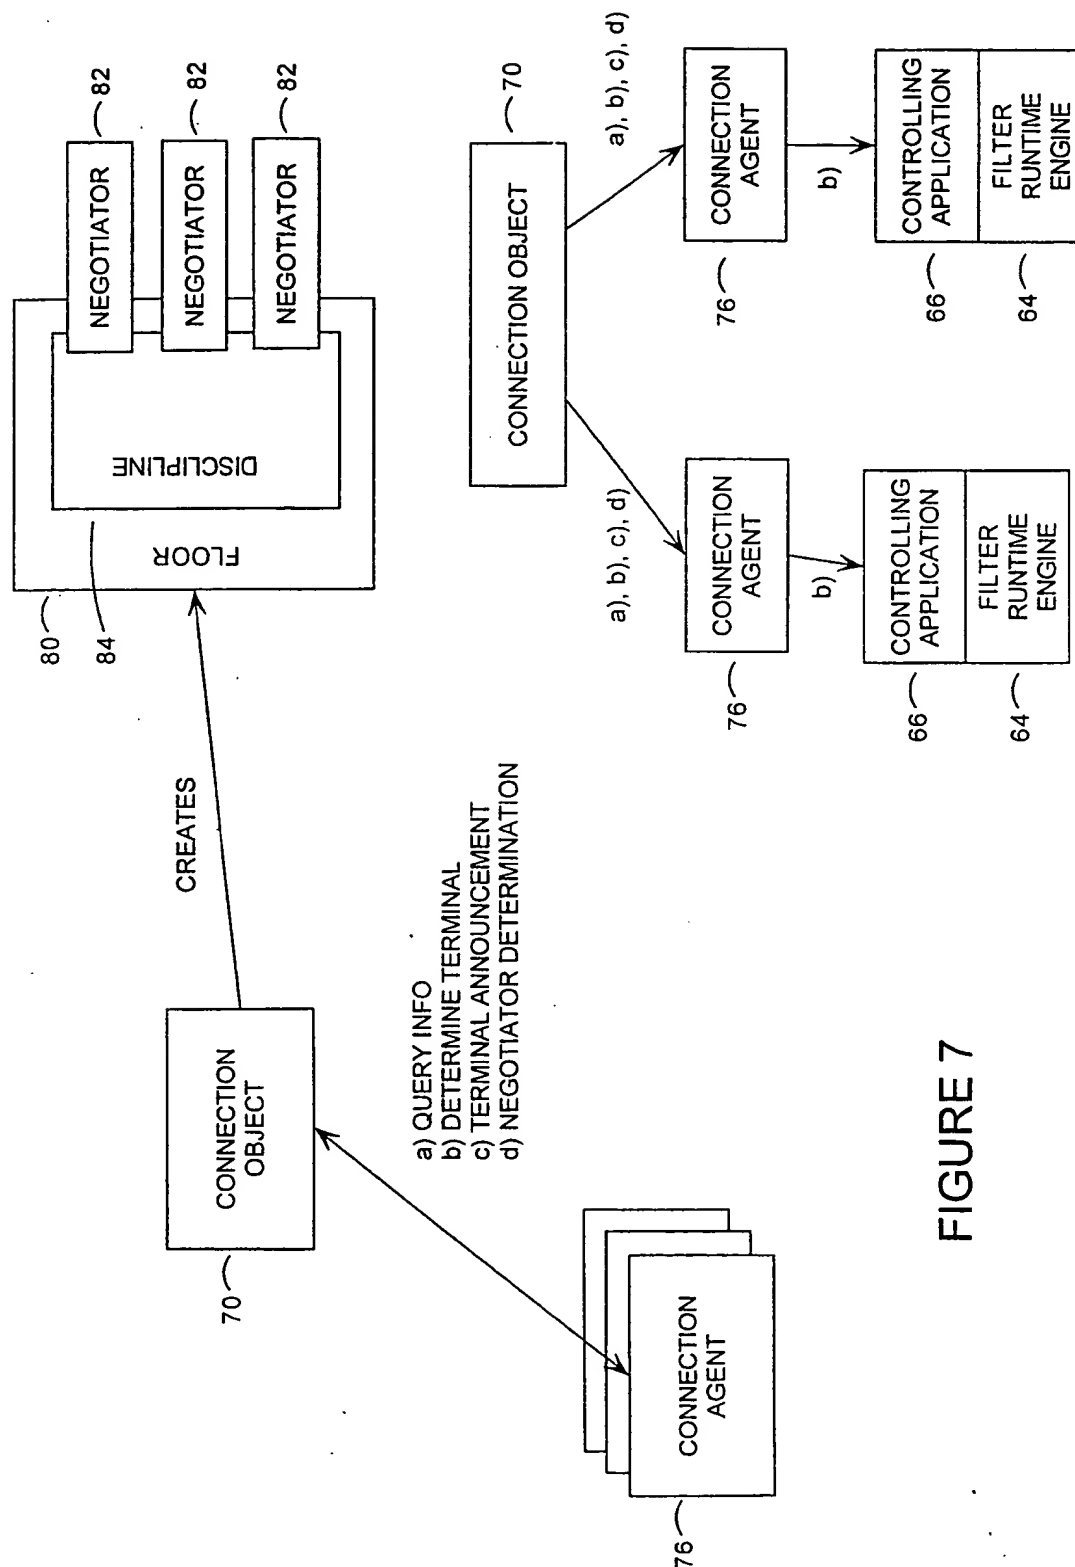 CREATES
80
84
FLOOR
DISCIPLINE
NEGOTIATOR
82
NEGOTIATOR
82
NEGOTIATOR
82
70
CONNECTION
OBJECT
a) QUERY INFO
b) DETERMINE TERMINAL
c) TERMINAL ANNOUNCEMENT
d) NEGOTIATOR DETERMINATION
76
CONNECTION
AGENT
CONNECTION OBJECT
70
a), b), c), d)
a), b), c), d)
76
CONNECTION
AGENT
76
CONNECTION
AGENT
b)
b)
66
CONTROLLING
APPLICATION
64
FILTER
RUNTIME
ENGINE
66
CONTROLLING
APPLICATION
64
FILTER
RUNTIME
ENGINE
FIGURE 7